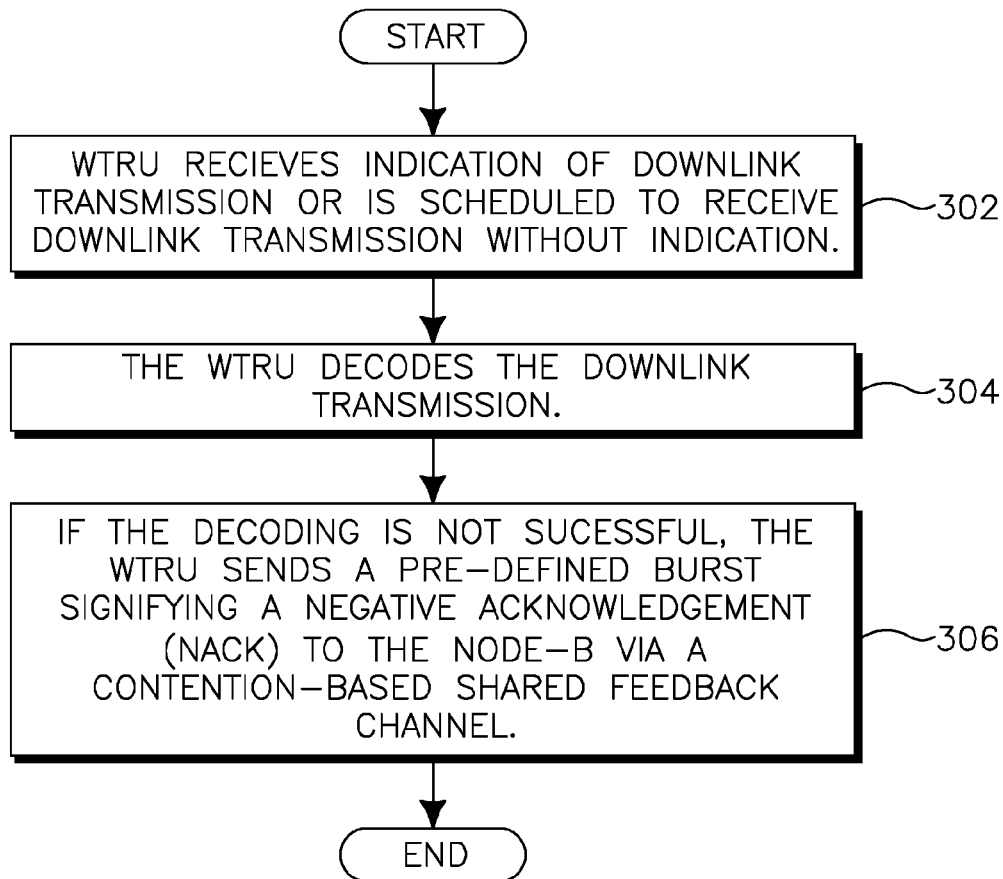 START
WTRU RECIEVES INDICATION OF DOWNLINK
TRANSMISSION OR IS SCHEDULED TO RECEIVE
DOWNLINK TRANSMISSION WITHOUT INDICATION.
302
THE WTRU DECODES THE DOWNLINK
TRANSMISSION.
304
IF THE DECODING IS NOT SUCESSFUL, THE
WTRU SENDS A PRE-DEFINED BURST
SIGNIFYING A NEGATIVE ACKNOWLEDGEMENT
(NACK) TO THE NODE-B VIA A
CONTENTION-BASED SHARED FEEDBACK
CHANNEL.
306
END